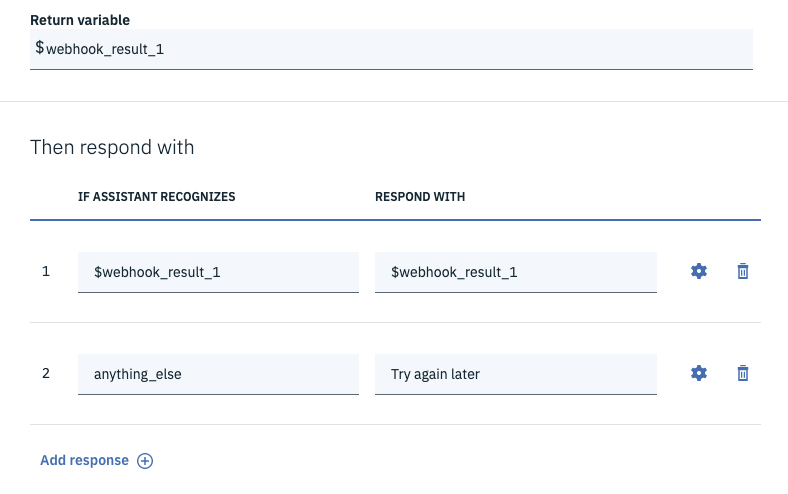 Return variable
$webhook_result_1
Then respond with
IF ASSISTANT RECOGNIZES RESPOND WITH
1 $webhook_result_1 $webhook_result_1
2 anything_else Try again later
Add response